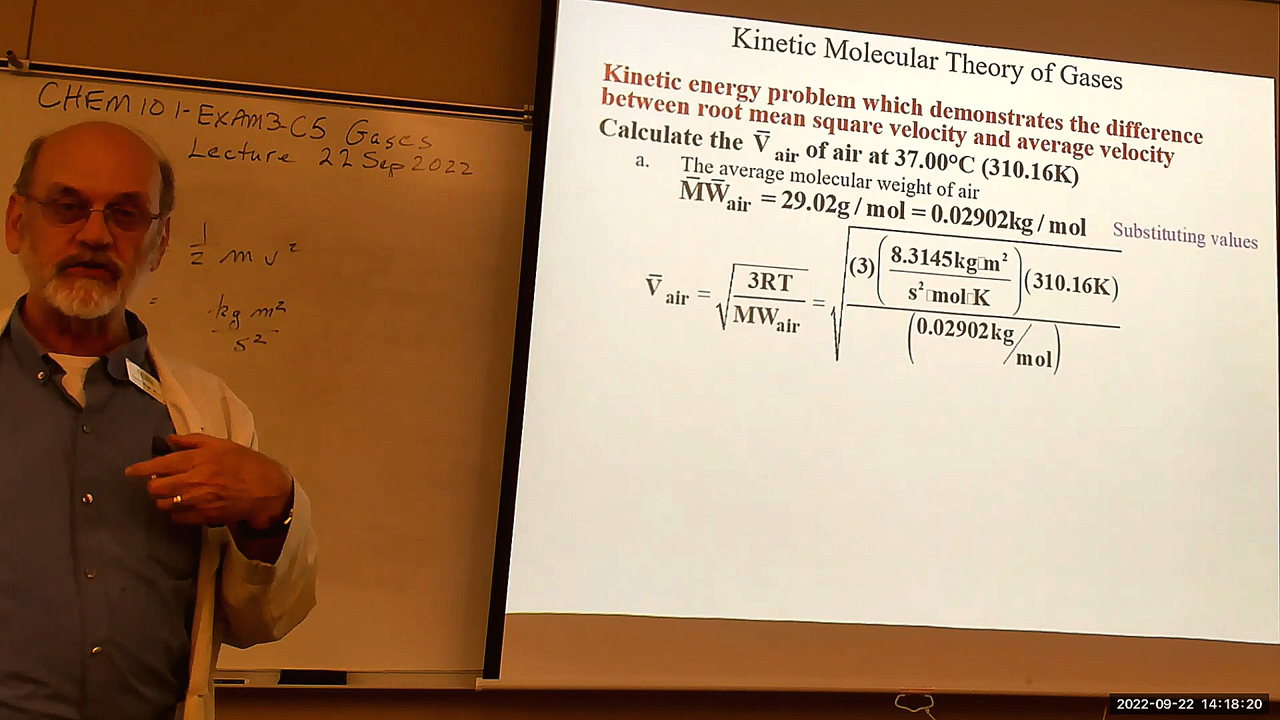 CHEM 101-EXAM3-C5 Gases
Lecture 22 Sep 2022
1/2 m v²
=
kg m²
s²
Kinetic Molecular Theory of Gases
Kinetic energy problem which demonstrates the difference
between root mean square velocity and average velocity
Calculate the V̄ air of air at 37.00°C (310.16K)
a. The average molecular weight of air
M̄W̄air = 29.02g / mol = 0.02902kg / mol
Substituting values
V̄ air = √(3RT / MWair) = √((3)(8.3145kg□m² / s²□mol□K)(310.16K) / (0.02902kg/mol))
2022-09-22 14:18:20